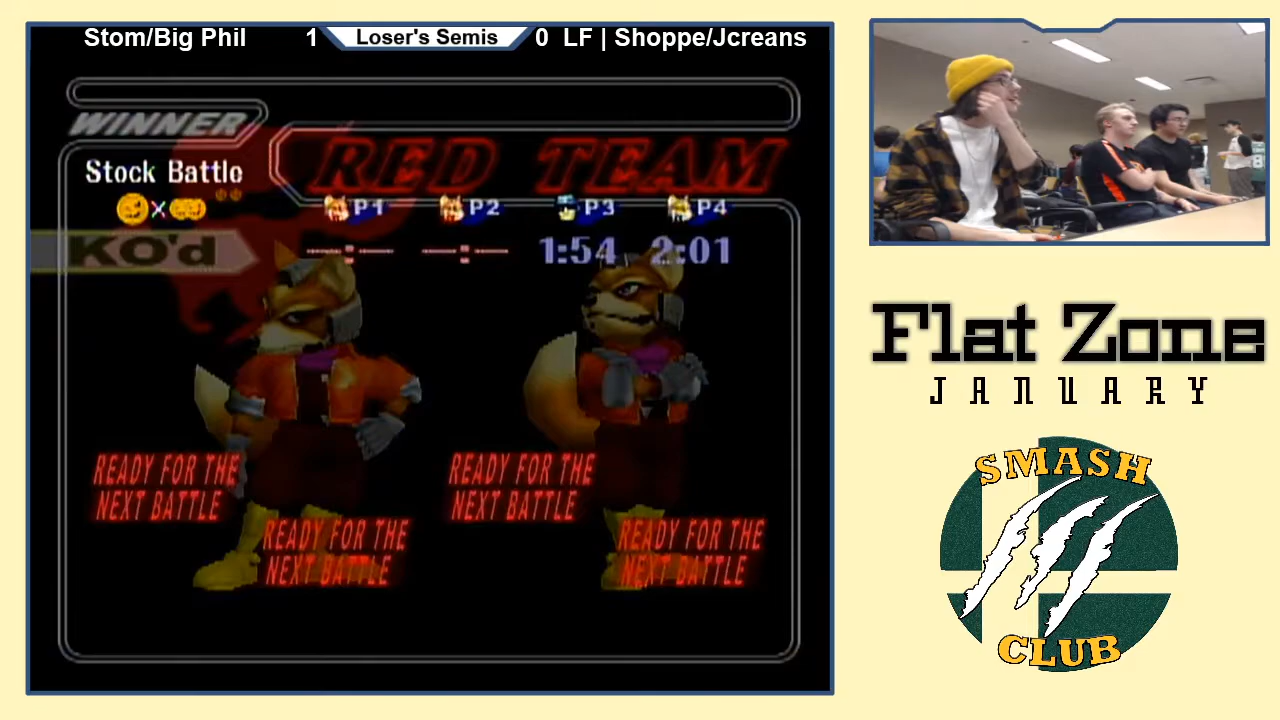 Stom/Big Phil 1 Loser's Semis 0 LF | Shoppe/Jcreans
WINNER
RED TEAM
Stock Battle
P1 P2 P3 P4
KO'd --:-- --:-- 1:54 2:01
READY FOR THE
NEXT BATTLE
READY FOR THE
NEXT BATTLE
READY FOR THE
NEXT BATTLE
READY FOR THE
NEXT BATTLE
Flat Zone
JANUARY
SMASH
CLUB